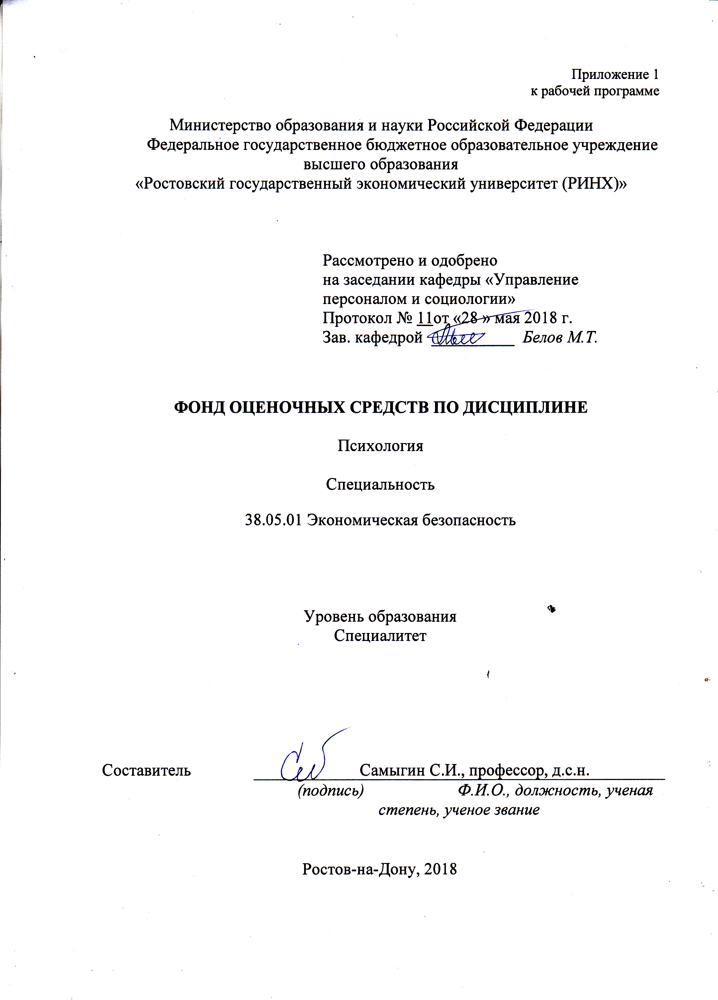 Приложение 1
к рабочей программе
Министерство образования и науки Российской Федерации
Федеральное государственное бюджетное образовательное учреждение
высшего образования
«Ростовский государственный экономический университет (РИНХ)»
Рассмотрено и одобрено
на заседании кафедры «Управление
персоналом и социологии»
Протокол № 11от «28 » мая 2018 г.
Зав. кафедрой Белов М.Т.
ФОНД ОЦЕНОЧНЫХ СРЕДСТВ ПО ДИСЦИПЛИНЕ
Психология
Специальность
38.05.01 Экономическая безопасность
Уровень образования
Специалитет
Составитель Самыгин С.И., профессор, д.с.н.
(подпись) Ф.И.О., должность, ученая
степень, ученое звание
Ростов-на-Дону, 2018